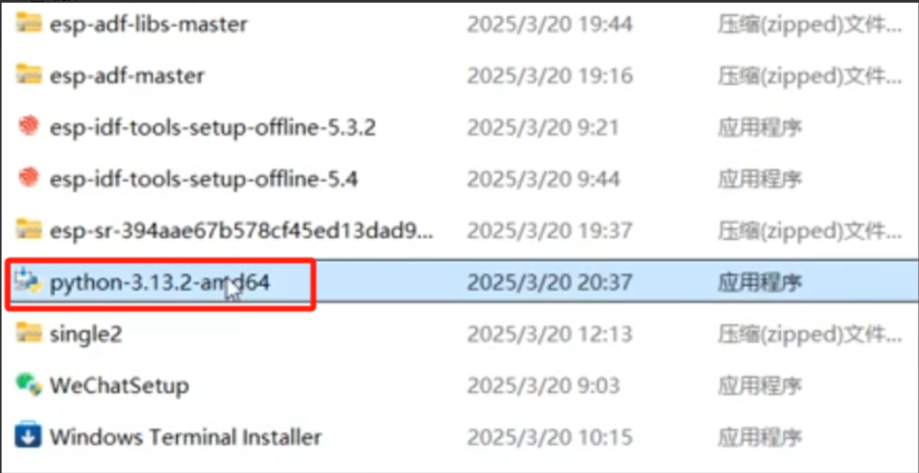 esp-adf-libs-master 2025/3/20 19:44 压缩(zipped)文件...
esp-adf-master 2025/3/20 19:16 压缩(zipped)文件...
esp-idf-tools-setup-offline-5.3.2 2025/3/20 9:21 应用程序
esp-idf-tools-setup-offline-5.4 2025/3/20 9:44 应用程序
esp-sr-394aae67b578cf45ed13dad9... 2025/3/20 19:37 压缩(zipped)文件...
python-3.13.2-amd64 2025/3/20 20:37 应用程序
single2 2025/3/20 12:13 压缩(zipped)文件...
WeChatSetup 2025/3/20 9:03 应用程序
Windows Terminal Installer 2025/3/20 10:15 应用程序